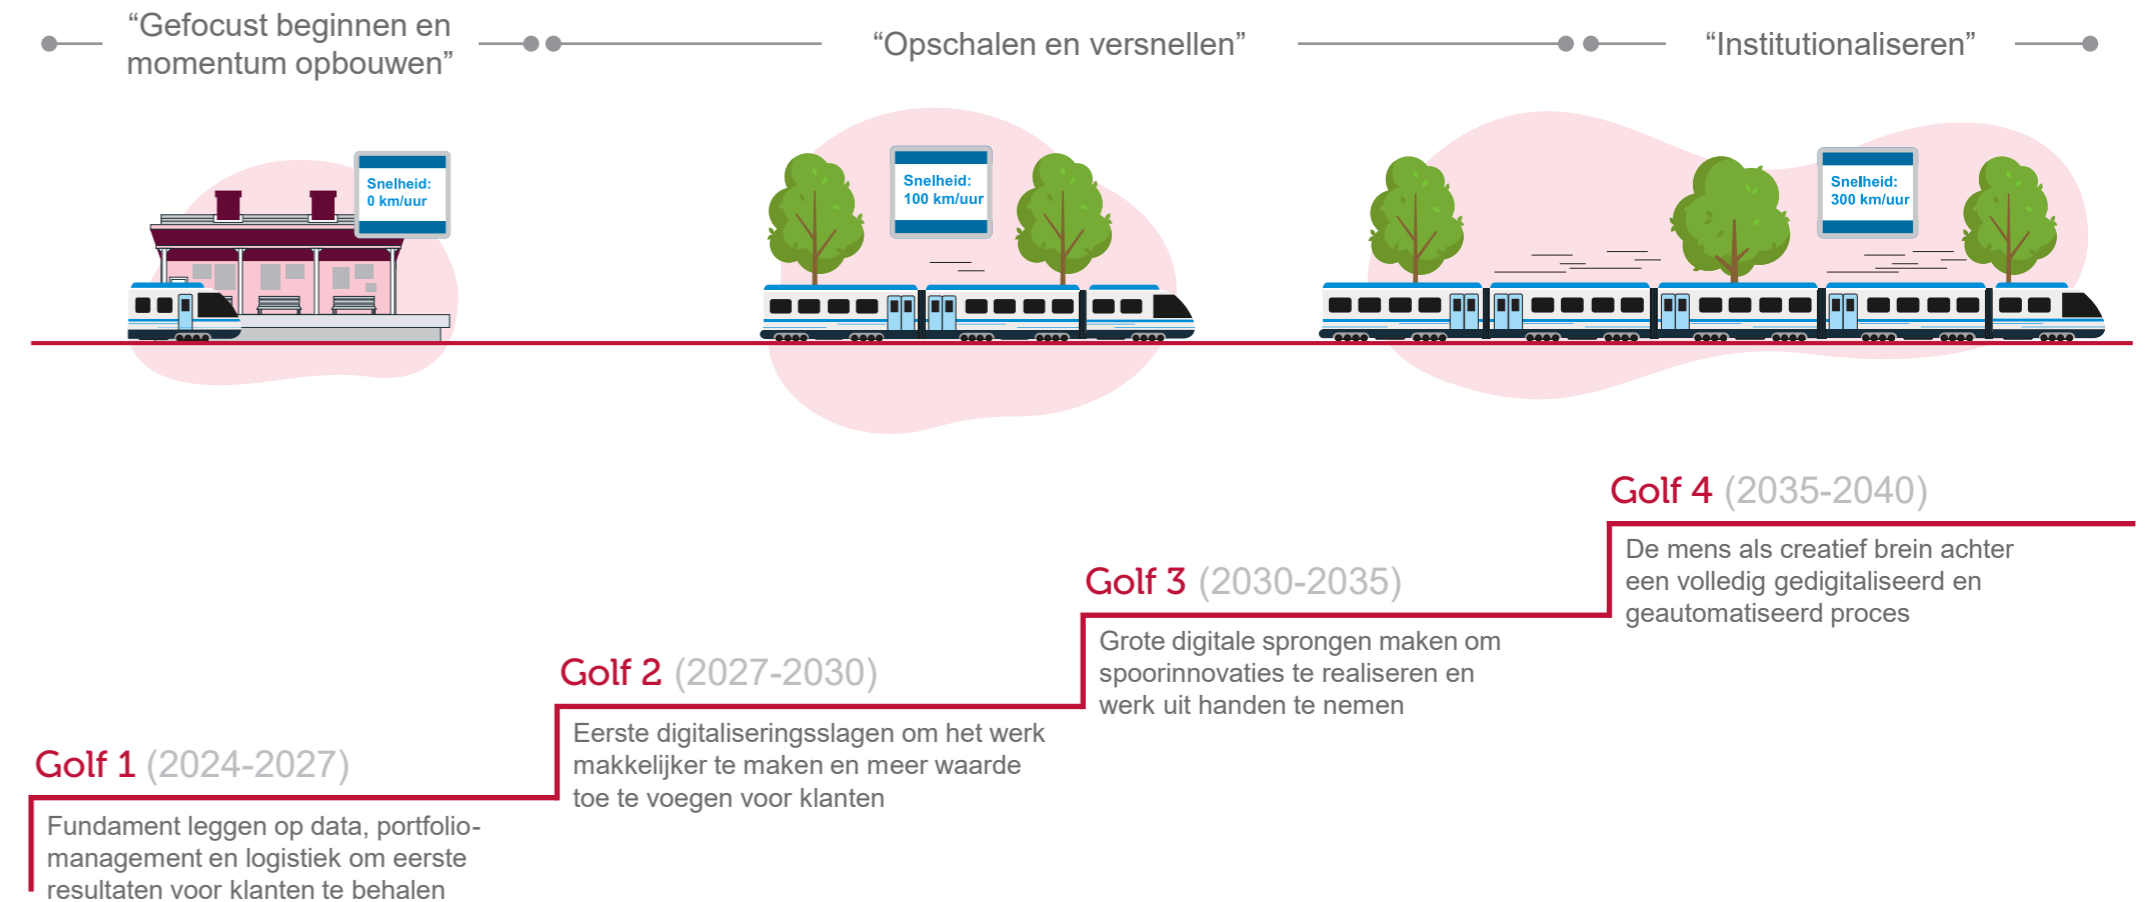 “Gefocust beginnen en
momentum opbouwen”
“Opschalen en versnellen”
“Institutionaliseren”
Snelheid:
0 km/uur
Snelheid:
100 km/uur
Snelheid:
300 km/uur
Golf 1 (2024-2027)
Fundament leggen op data, portfolio-
management en logistiek om eerste
resultaten voor klanten te behalen
Golf 2 (2027-2030)
Eerste digitaliseringsslagen om het werk
makkelijker te maken en meer waarde
toe te voegen voor klanten
Golf 3 (2030-2035)
Grote digitale sprongen maken om
spoorinnovaties te realiseren en
werk uit handen te nemen
Golf 4 (2035-2040)
De mens als creatief brein achter
een volledig gedigitaliseerd en
geautomatiseerd proces